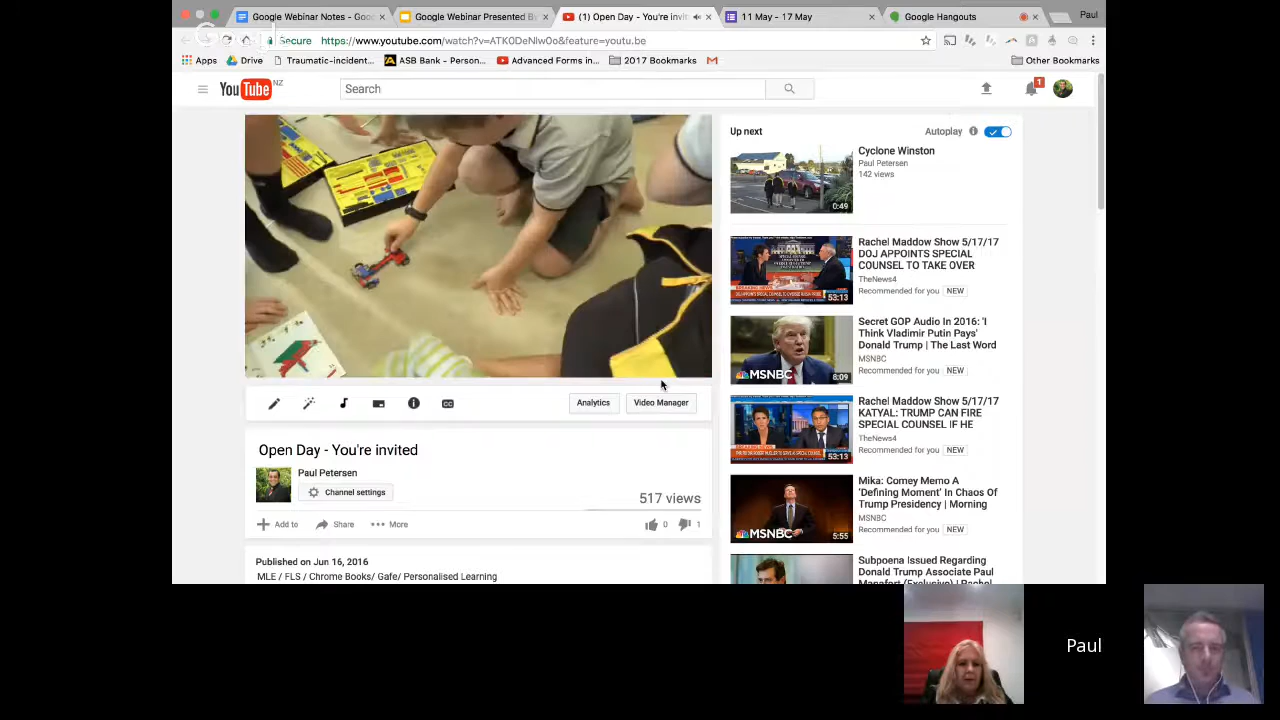 Google Webinar Notes - Goo
Google Webinar Presented By
(1) Open Day - You're invit
11 May - 17 May
Google Hangouts
Paul
Secure
https://www.youtube.com/watch?v=ATK0DeNlw0o&feature=youtu.be
Apps
Drive
Traumatic-incident...
ASB Bank - Person...
Advanced Forms in...
2017 Bookmarks
Other Bookmarks
YouTube NZ
Search
1
Up next
Autoplay
Cyclone Winston
Paul Petersen
142 views
0:49
Rachel Maddow Show 5/17/17
DOJ APPOINTS SPECIAL
COUNSEL TO TAKE OVER
TheNews4
Recommended for you NEW
53:13
Secret GOP Audio In 2016: 'I
Think Vladimir Putin Pays'
Donald Trump | The Last Word
MSNBC
Recommended for you NEW
MSNBC
8:09
Rachel Maddow Show 5/17/17
KATYAL: TRUMP CAN FIRE
SPECIAL COUNSEL IF HE
TheNews4
Recommended for you NEW
53:13
Mika: Comey Memo A
'Defining Moment' In Chaos Of
Trump Presidency | Morning
MSNBC
Recommended for you NEW
MSNBC
5:55
Subpoena Issued Regarding
Donald Trump Associate Paul
Manafort (Exclusive) | Rachel
Analytics
Video Manager
Open Day - You're invited
Paul Petersen
Channel settings
517 views
Add to
Share
More
0
1
Published on Jun 16, 2016
MLE / FLS / Chrome Books/ Gafe/ Personalised Learning
Paul